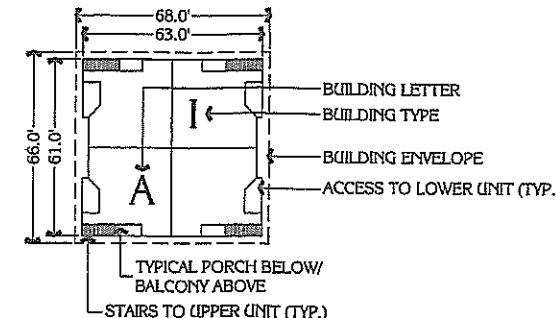 68.0'
63.0'
66.0'
61.0'
I
A
BUILDING LETTER
BUILDING TYPE
BUILDING ENVELOPE
ACCESS TO LOWER UNIT (TYP.
TYPICAL PORCH BELOW/
BALCONY ABOVE
STAIRS TO UPPER UNIT (TYP.)